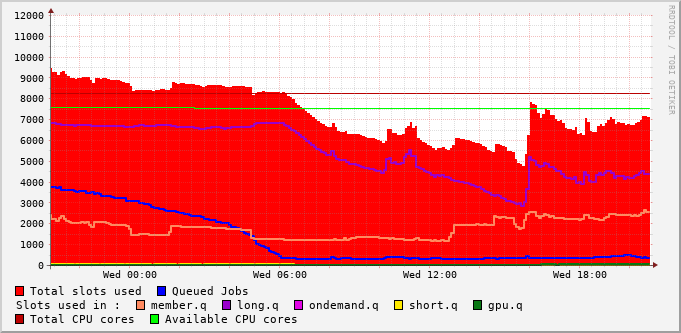 12000
11000
10000
9000
8000
7000
6000
5000
4000
3000
2000
1000
0
Wed 00:00 Wed 06:00 Wed 12:00 Wed 18:00
RRDTOOL / TOBI OETIKER
Total slots used Queued Jobs
Slots used in : member.q long.q ondemand.q short.q gpu.q
Total CPU cores Available CPU cores